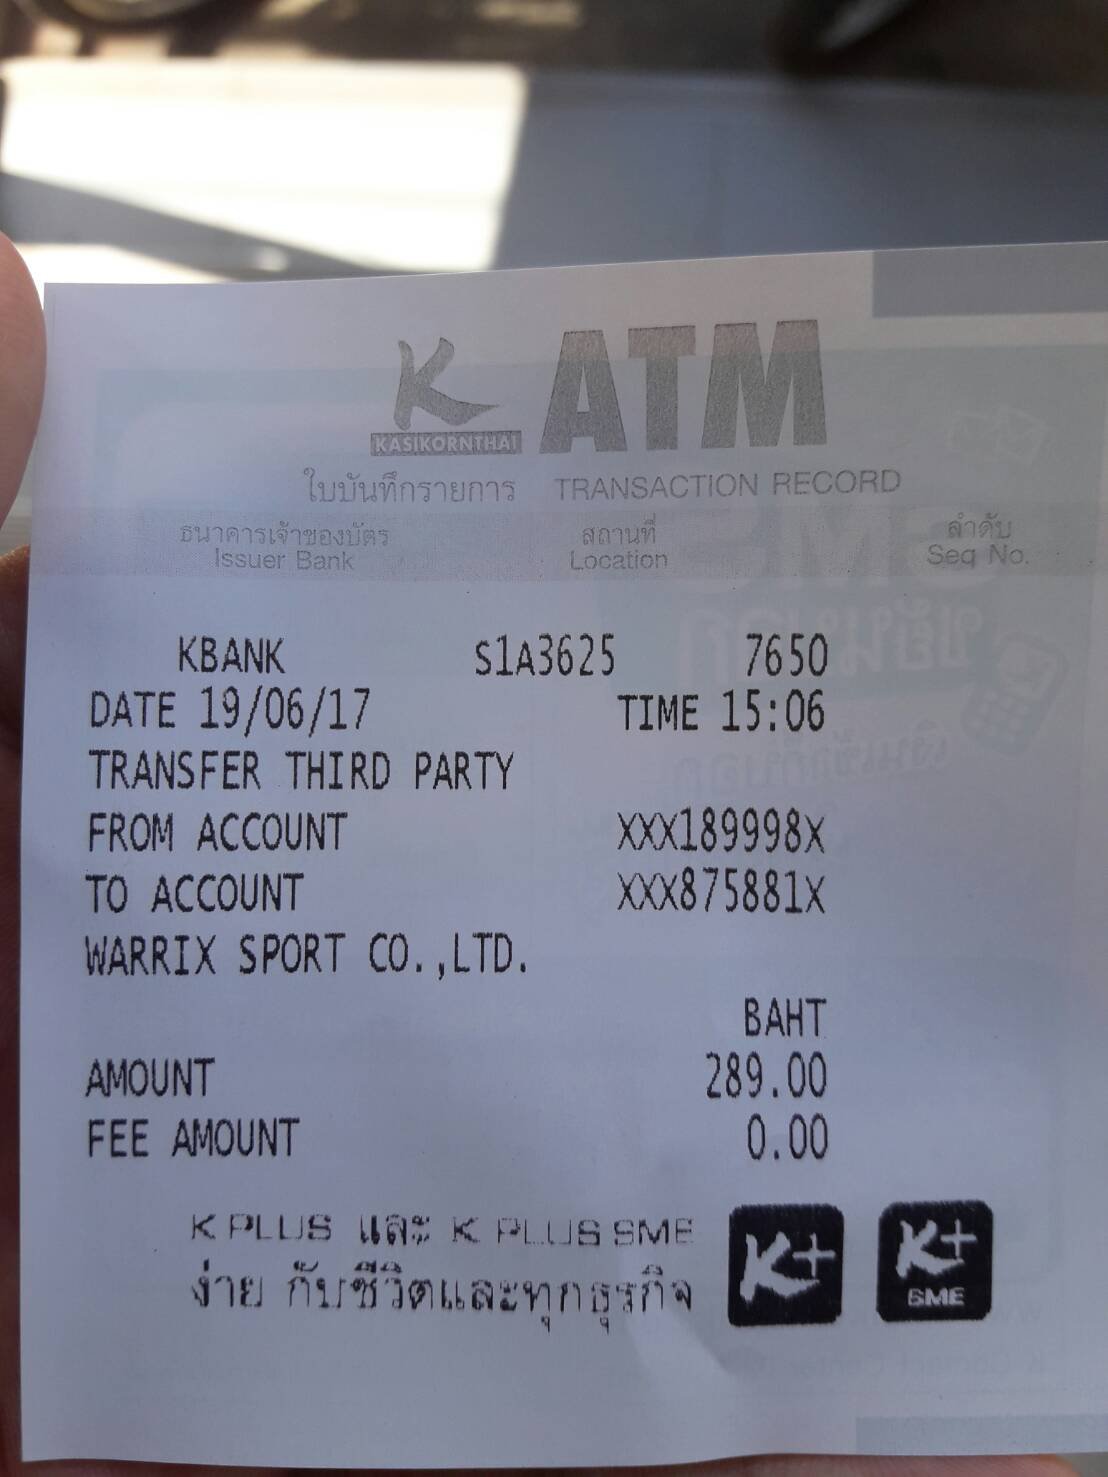 K ATM
KASIKORNTHAI
ใบบันทึกรายการ TRANSACTION RECORD
ธนาคารเจ้าของบัตร สถานที่ ลำดับ
Issuer Bank Location Seq No.
KBANK S1A3625 7650
DATE 19/06/17 TIME 15:06
TRANSFER THIRD PARTY
FROM ACCOUNT XXX189998X
TO ACCOUNT XXX875881X
WARRIX SPORT CO.,LTD.
BAHT
AMOUNT 289.00
FEE AMOUNT 0.00
K PLUS และ K PLUS SME
ง่าย กับชีวิตและทุกธุรกิจ
K+ K+
SME